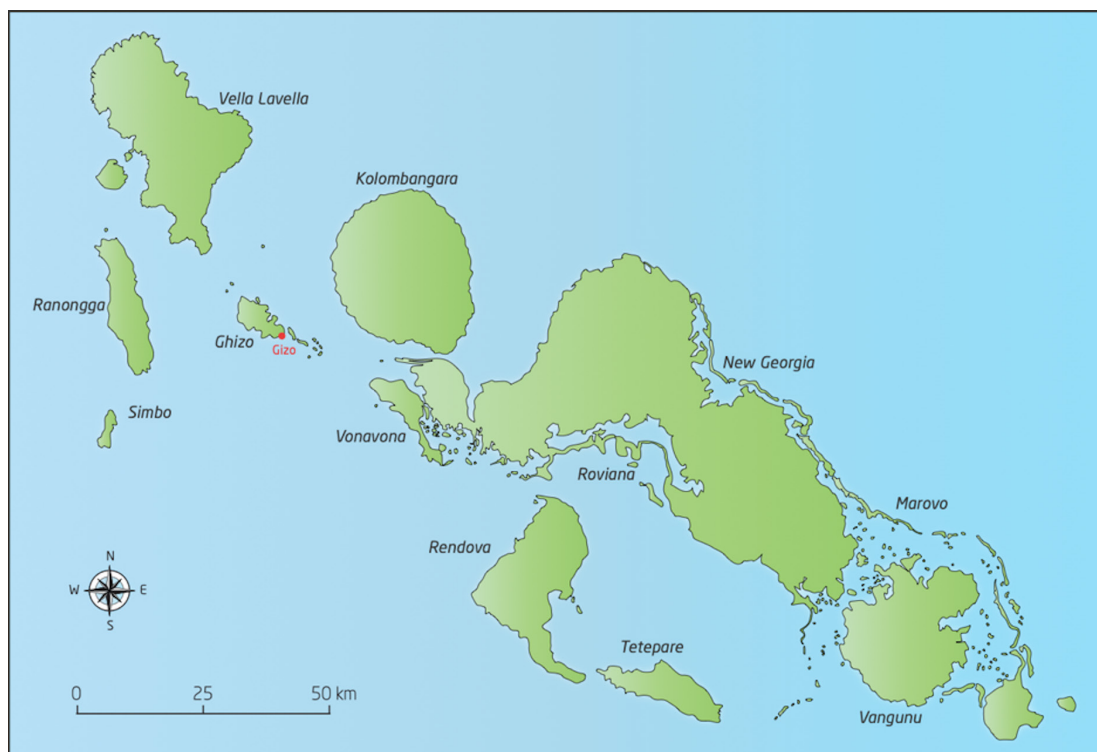 Vella Lavella
Kolombangara
Ranongga
Ghizo
Gizo
New Georgia
Simbo
Vonavona
Roviana
Marovo
Rendova
N
W E
S
Tetepare
0 25 50 km
Vangunu